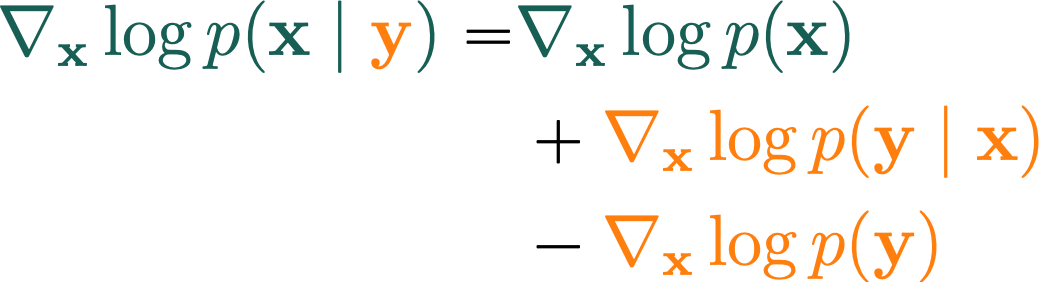 ∇ₓ log p(𝐱 | 𝐲) = ∇ₓ log p(𝐱)
+ ∇ₓ log p(𝐲 | 𝐱)
− ∇ₓ log p(𝐲)